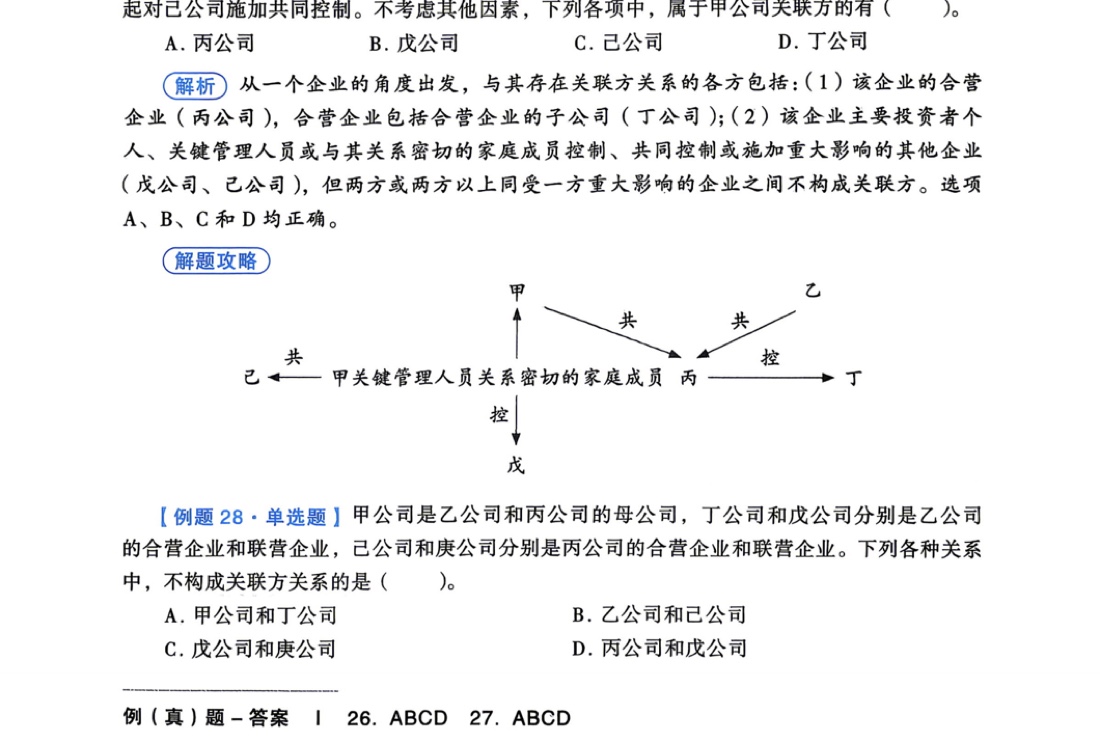 起对己公司施加共同控制。不考虑其他因素，下列各项中，属于甲公司关联方的有（　　）。
A. 丙公司　B. 戊公司　C. 己公司　D. 丁公司
解析 从一个企业的角度出发，与其存在关联方关系的各方包括：（1）该企业的合营
企业（丙公司），合营企业包括合营企业的子公司（丁公司）；（2）该企业主要投资者个
人、关键管理人员或与其关系密切的家庭成员控制、共同控制或施加重大影响的其他企业
（戊公司、己公司），但两方或两方以上同受一方重大影响的企业之间不构成关联方。选项
A、B、C 和 D 均正确。
解题攻略
甲　乙
共　共
共　控
己　甲关键管理人员关系密切的家庭成员　丙　丁
控
戊
【例题 28·单选题】甲公司是乙公司和丙公司的母公司，丁公司和戊公司分别是乙公司
的合营企业和联营企业，己公司和庚公司分别是丙公司的合营企业和联营企业。下列各种关系
中，不构成关联方关系的是（　　）。
A. 甲公司和丁公司　B. 乙公司和己公司
C. 戊公司和庚公司　D. 丙公司和戊公司
例（真）题－答案　|　26. ABCD　27. ABCD